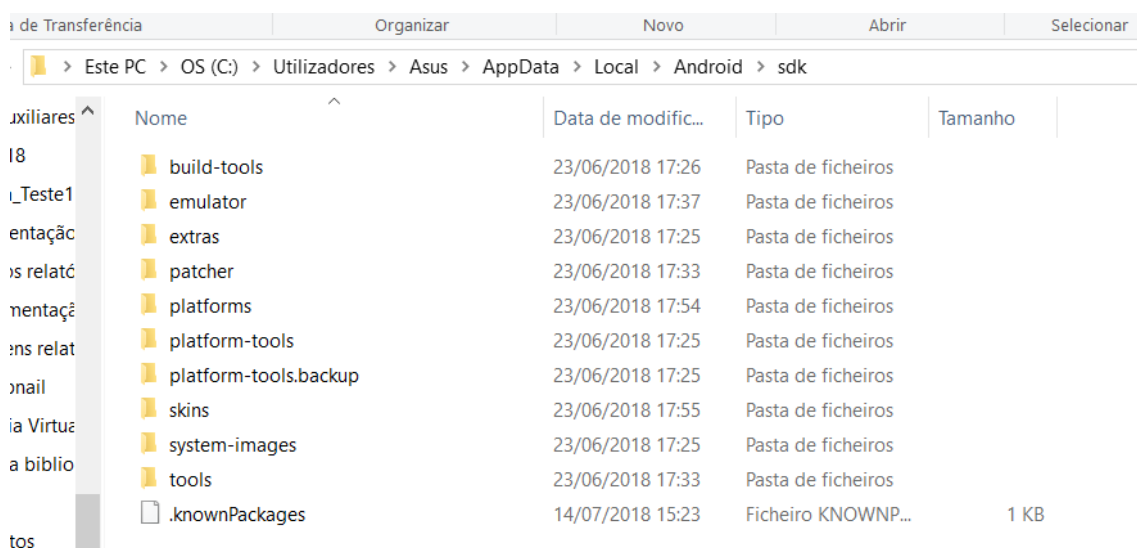 a de Transferência Organizar Novo Abrir Selecionar
Este PC > OS (C:) > Utilizadores > Asus > AppData > Local > Android > sdk
uxiliares Nome Data de modific... Tipo Tamanho
18
build-tools 23/06/2018 17:26 Pasta de ficheiros
_Teste1 emulator 23/06/2018 17:37 Pasta de ficheiros
entação extras 23/06/2018 17:25 Pasta de ficheiros
os relató patcher 23/06/2018 17:33 Pasta de ficheiros
mentaçã platforms 23/06/2018 17:54 Pasta de ficheiros
ens relat platform-tools 23/06/2018 17:25 Pasta de ficheiros
onail platform-tools.backup 23/06/2018 17:25 Pasta de ficheiros
ia Virtua skins 23/06/2018 17:55 Pasta de ficheiros
a biblio system-images 23/06/2018 17:25 Pasta de ficheiros
tools 23/06/2018 17:33 Pasta de ficheiros
.knownPackages 14/07/2018 15:23 Ficheiro KNOWNP... 1 KB
tos